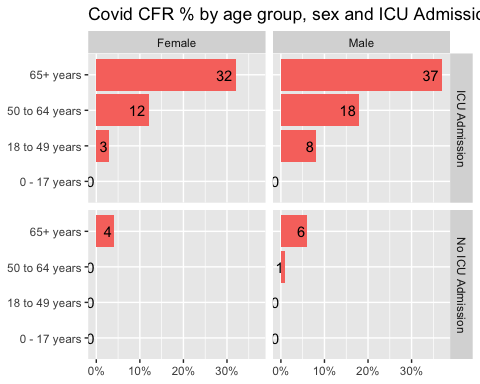 Covid CFR % by age group, sex and ICU Admissio
Female Male
65+ years 32 37
50 to 64 years 12 18
18 to 49 years 3 8
0 - 17 years 0 0
ICU Admission
65+ years 4 6
50 to 64 years 0 1
18 to 49 years 0 0
0 - 17 years 0 0
No ICU Admission
0% 10% 20% 30% 0% 10% 20% 30%